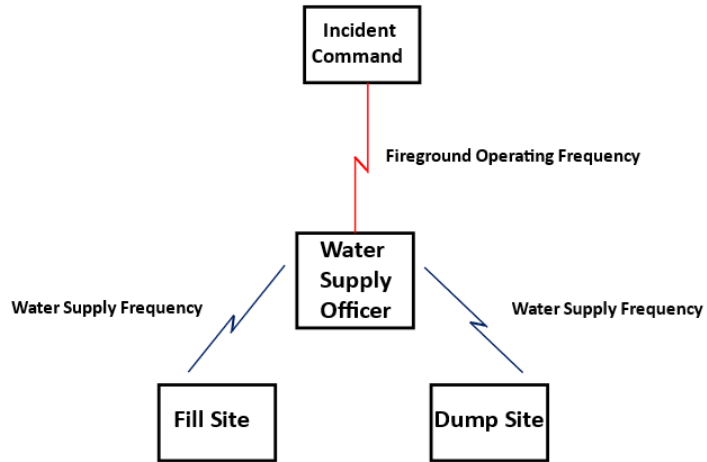 Incident
Command
Fireground Operating Frequency
Water
Supply
Officer
Water Supply Frequency
Water Supply Frequency
Fill Site
Dump Site